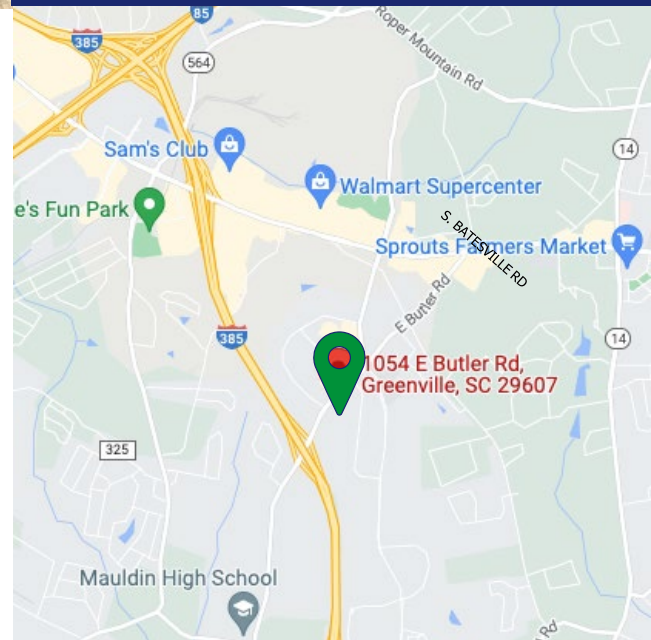 85
385
Roper Mountain Rd
564
14
Sam's Club
Walmart Supercenter
e's Fun Park
S. BATESVILLE RD
Sprouts Farmers Market
E Butler Rd
385
14
1054 E Butler Rd,
Greenville, SC 29607
325
Mauldin High School
Rd